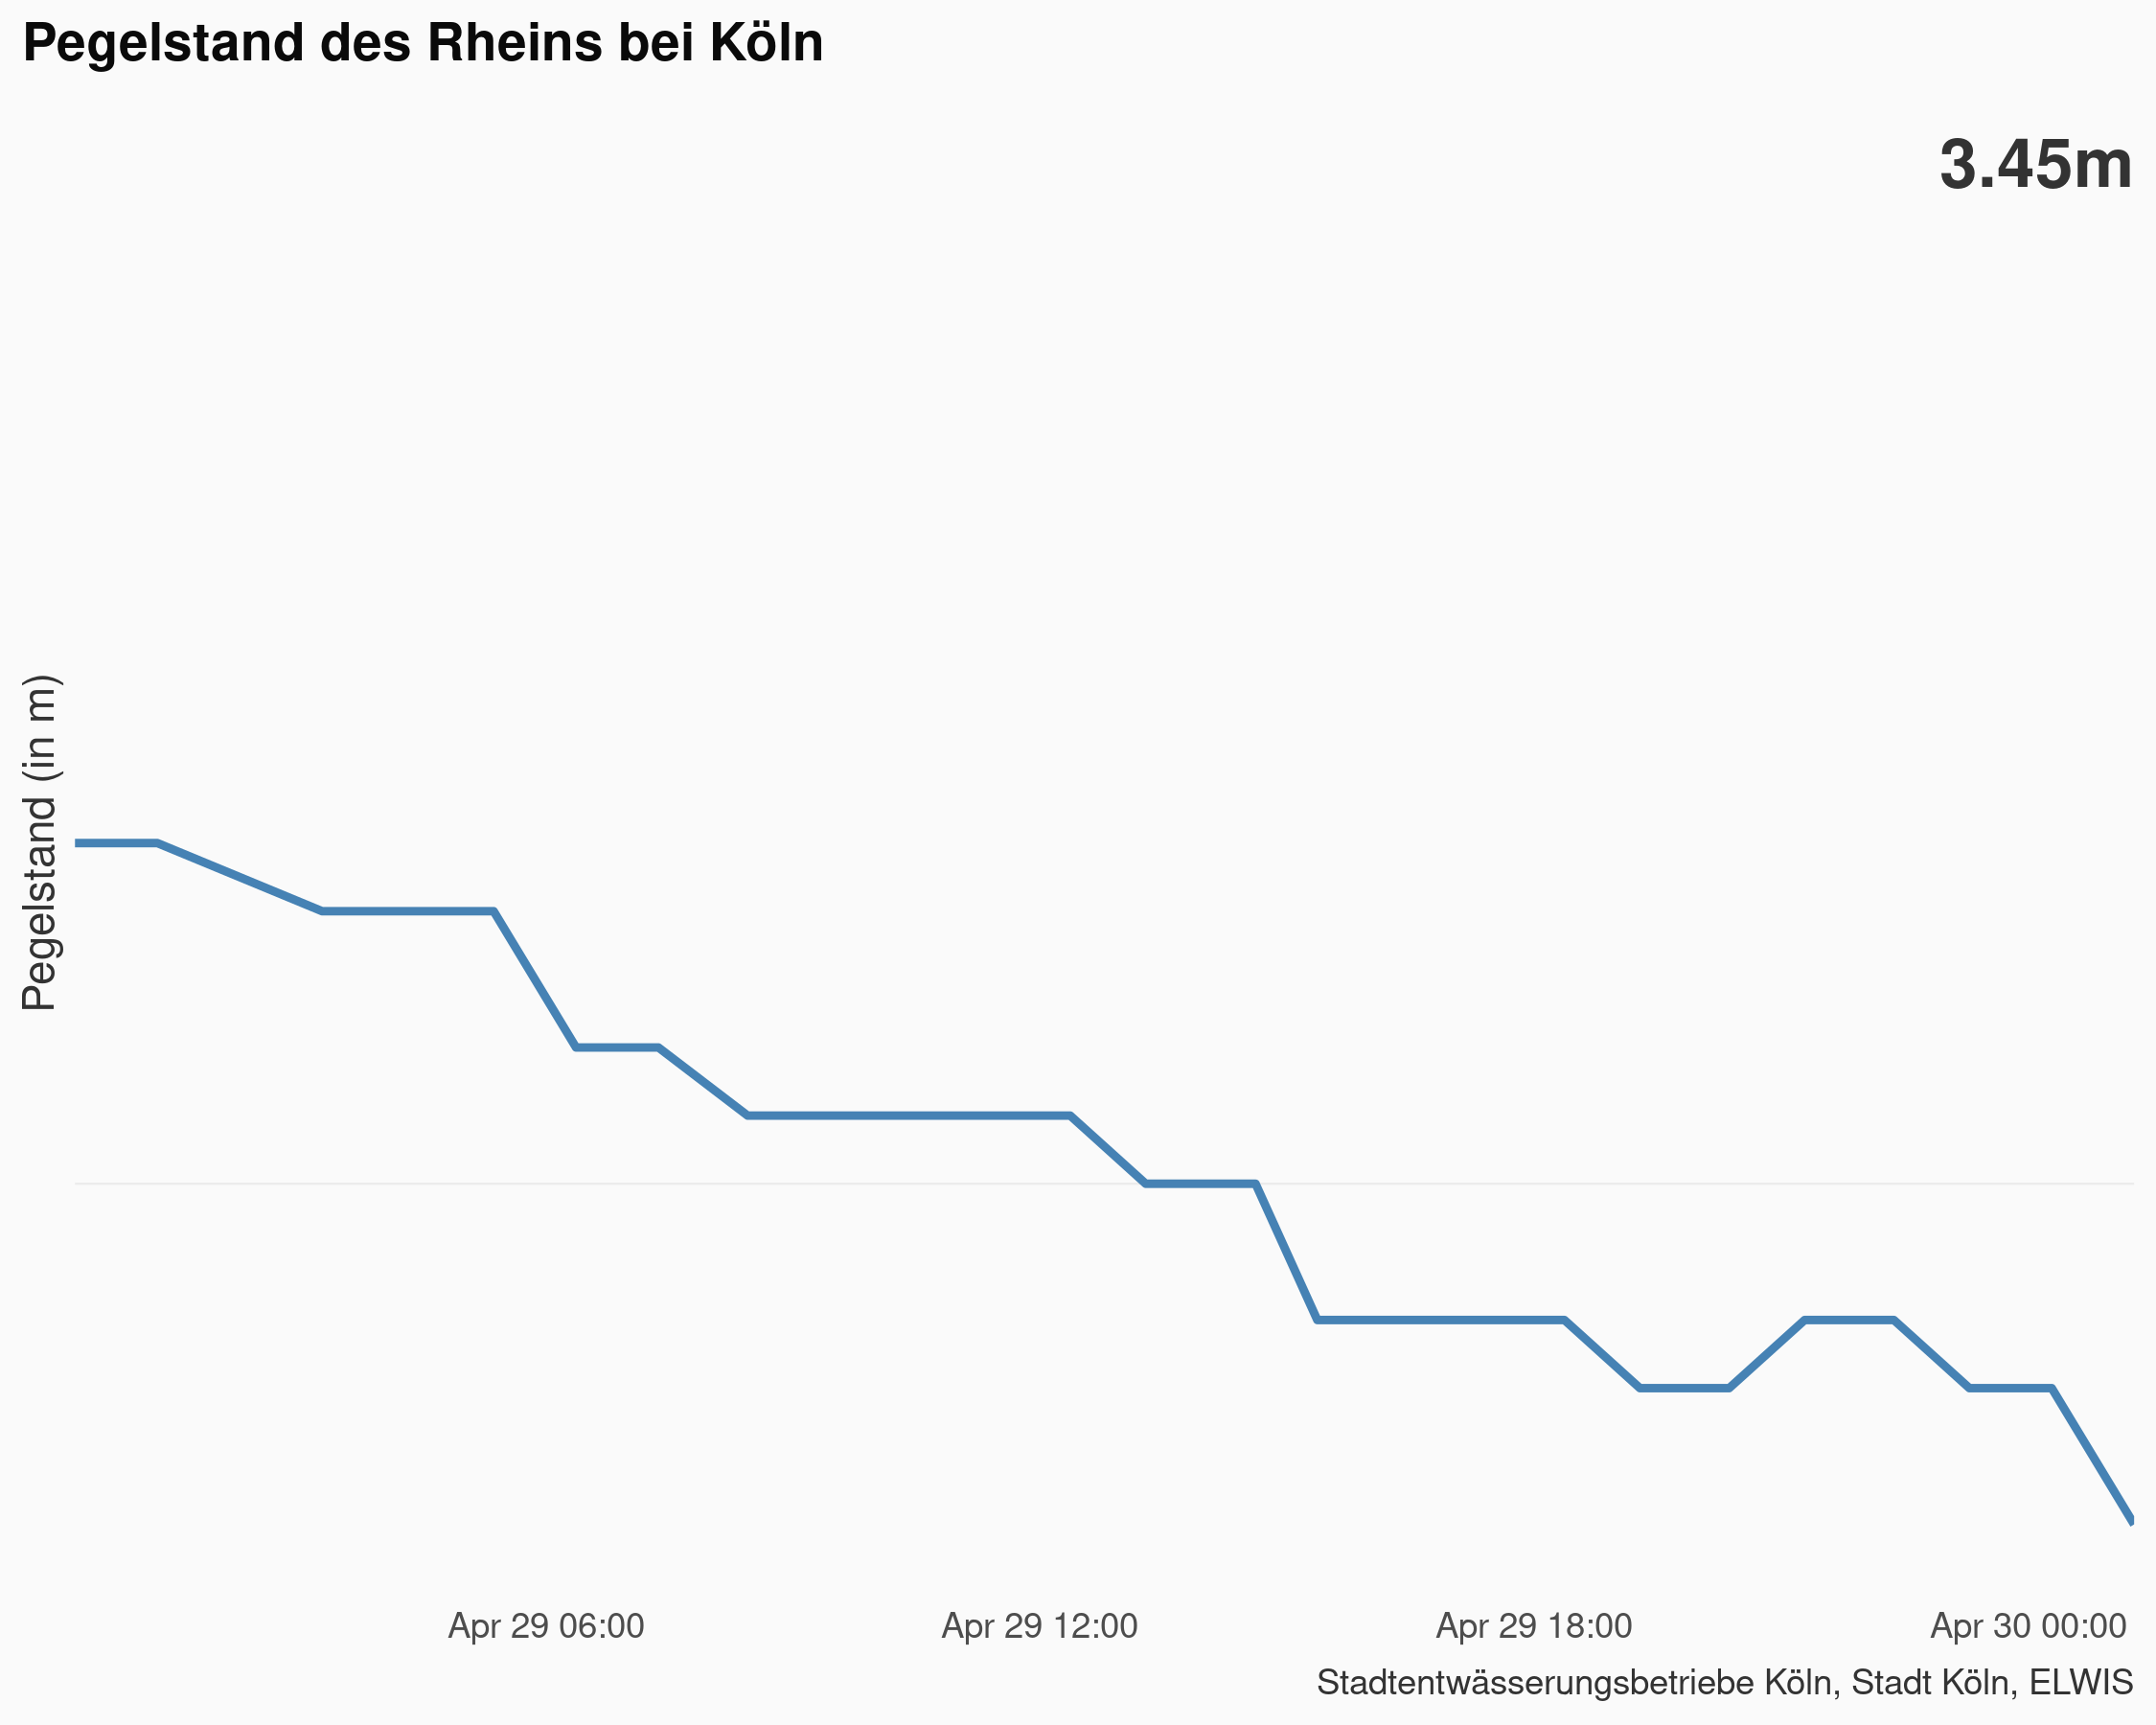 Pegelstand des Rheins bei Köln
3.45m
Pegelstand (in m)
Apr 29 06:00
Apr 29 12:00
Apr 29 18:00
Apr 30 00:00
Stadtentwässerungsbetriebe Köln, Stadt Köln, ELWIS